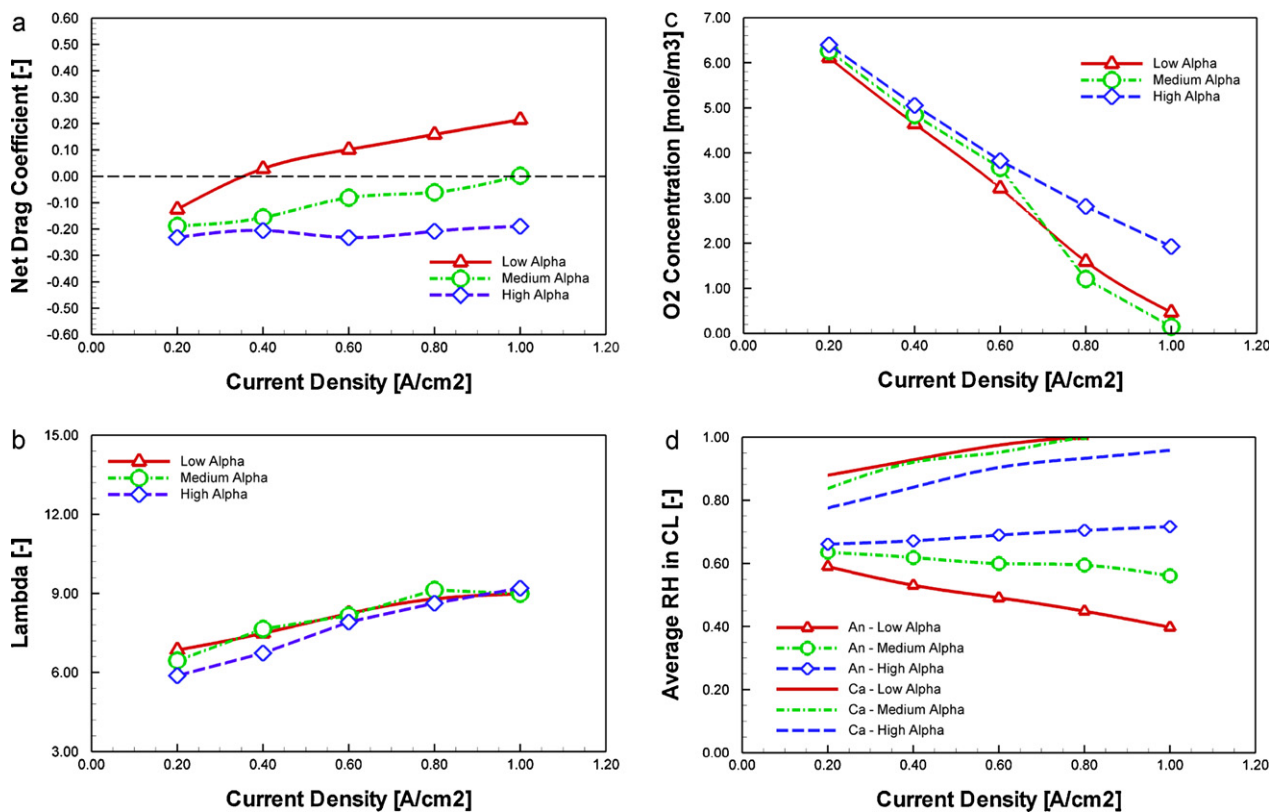 a
0.60
0.50
0.40
0.30
0.20
0.10
0.00
-0.10
-0.20
-0.30
-0.40
-0.50
-0.60
Net Drag Coefficient [-]
Low Alpha
Medium Alpha
High Alpha
0.00 0.20 0.40 0.60 0.80 1.00 1.20
Current Density [A/cm2]
c
7.00
6.00
5.00
4.00
3.00
2.00
1.00
0.00
O2 Concentration [mole/m3]
Low Alpha
Medium Alpha
High Alpha
0.00 0.20 0.40 0.60 0.80 1.00 1.20
Current Density [A/cm2]
b
15.00
12.00
9.00
6.00
3.00
Lambda [-]
Low Alpha
Medium Alpha
High Alpha
0.00 0.20 0.40 0.60 0.80 1.00 1.20
Current Density [A/cm2]
d
1.00
0.80
0.60
0.40
0.20
0.00
Average RH in CL [-]
An - Low Alpha
An - Medium Alpha
An - High Alpha
Ca - Low Alpha
Ca - Medium Alpha
Ca - High Alpha
0.00 0.20 0.40 0.60 0.80 1.00 1.20
Current Density [A/cm2]